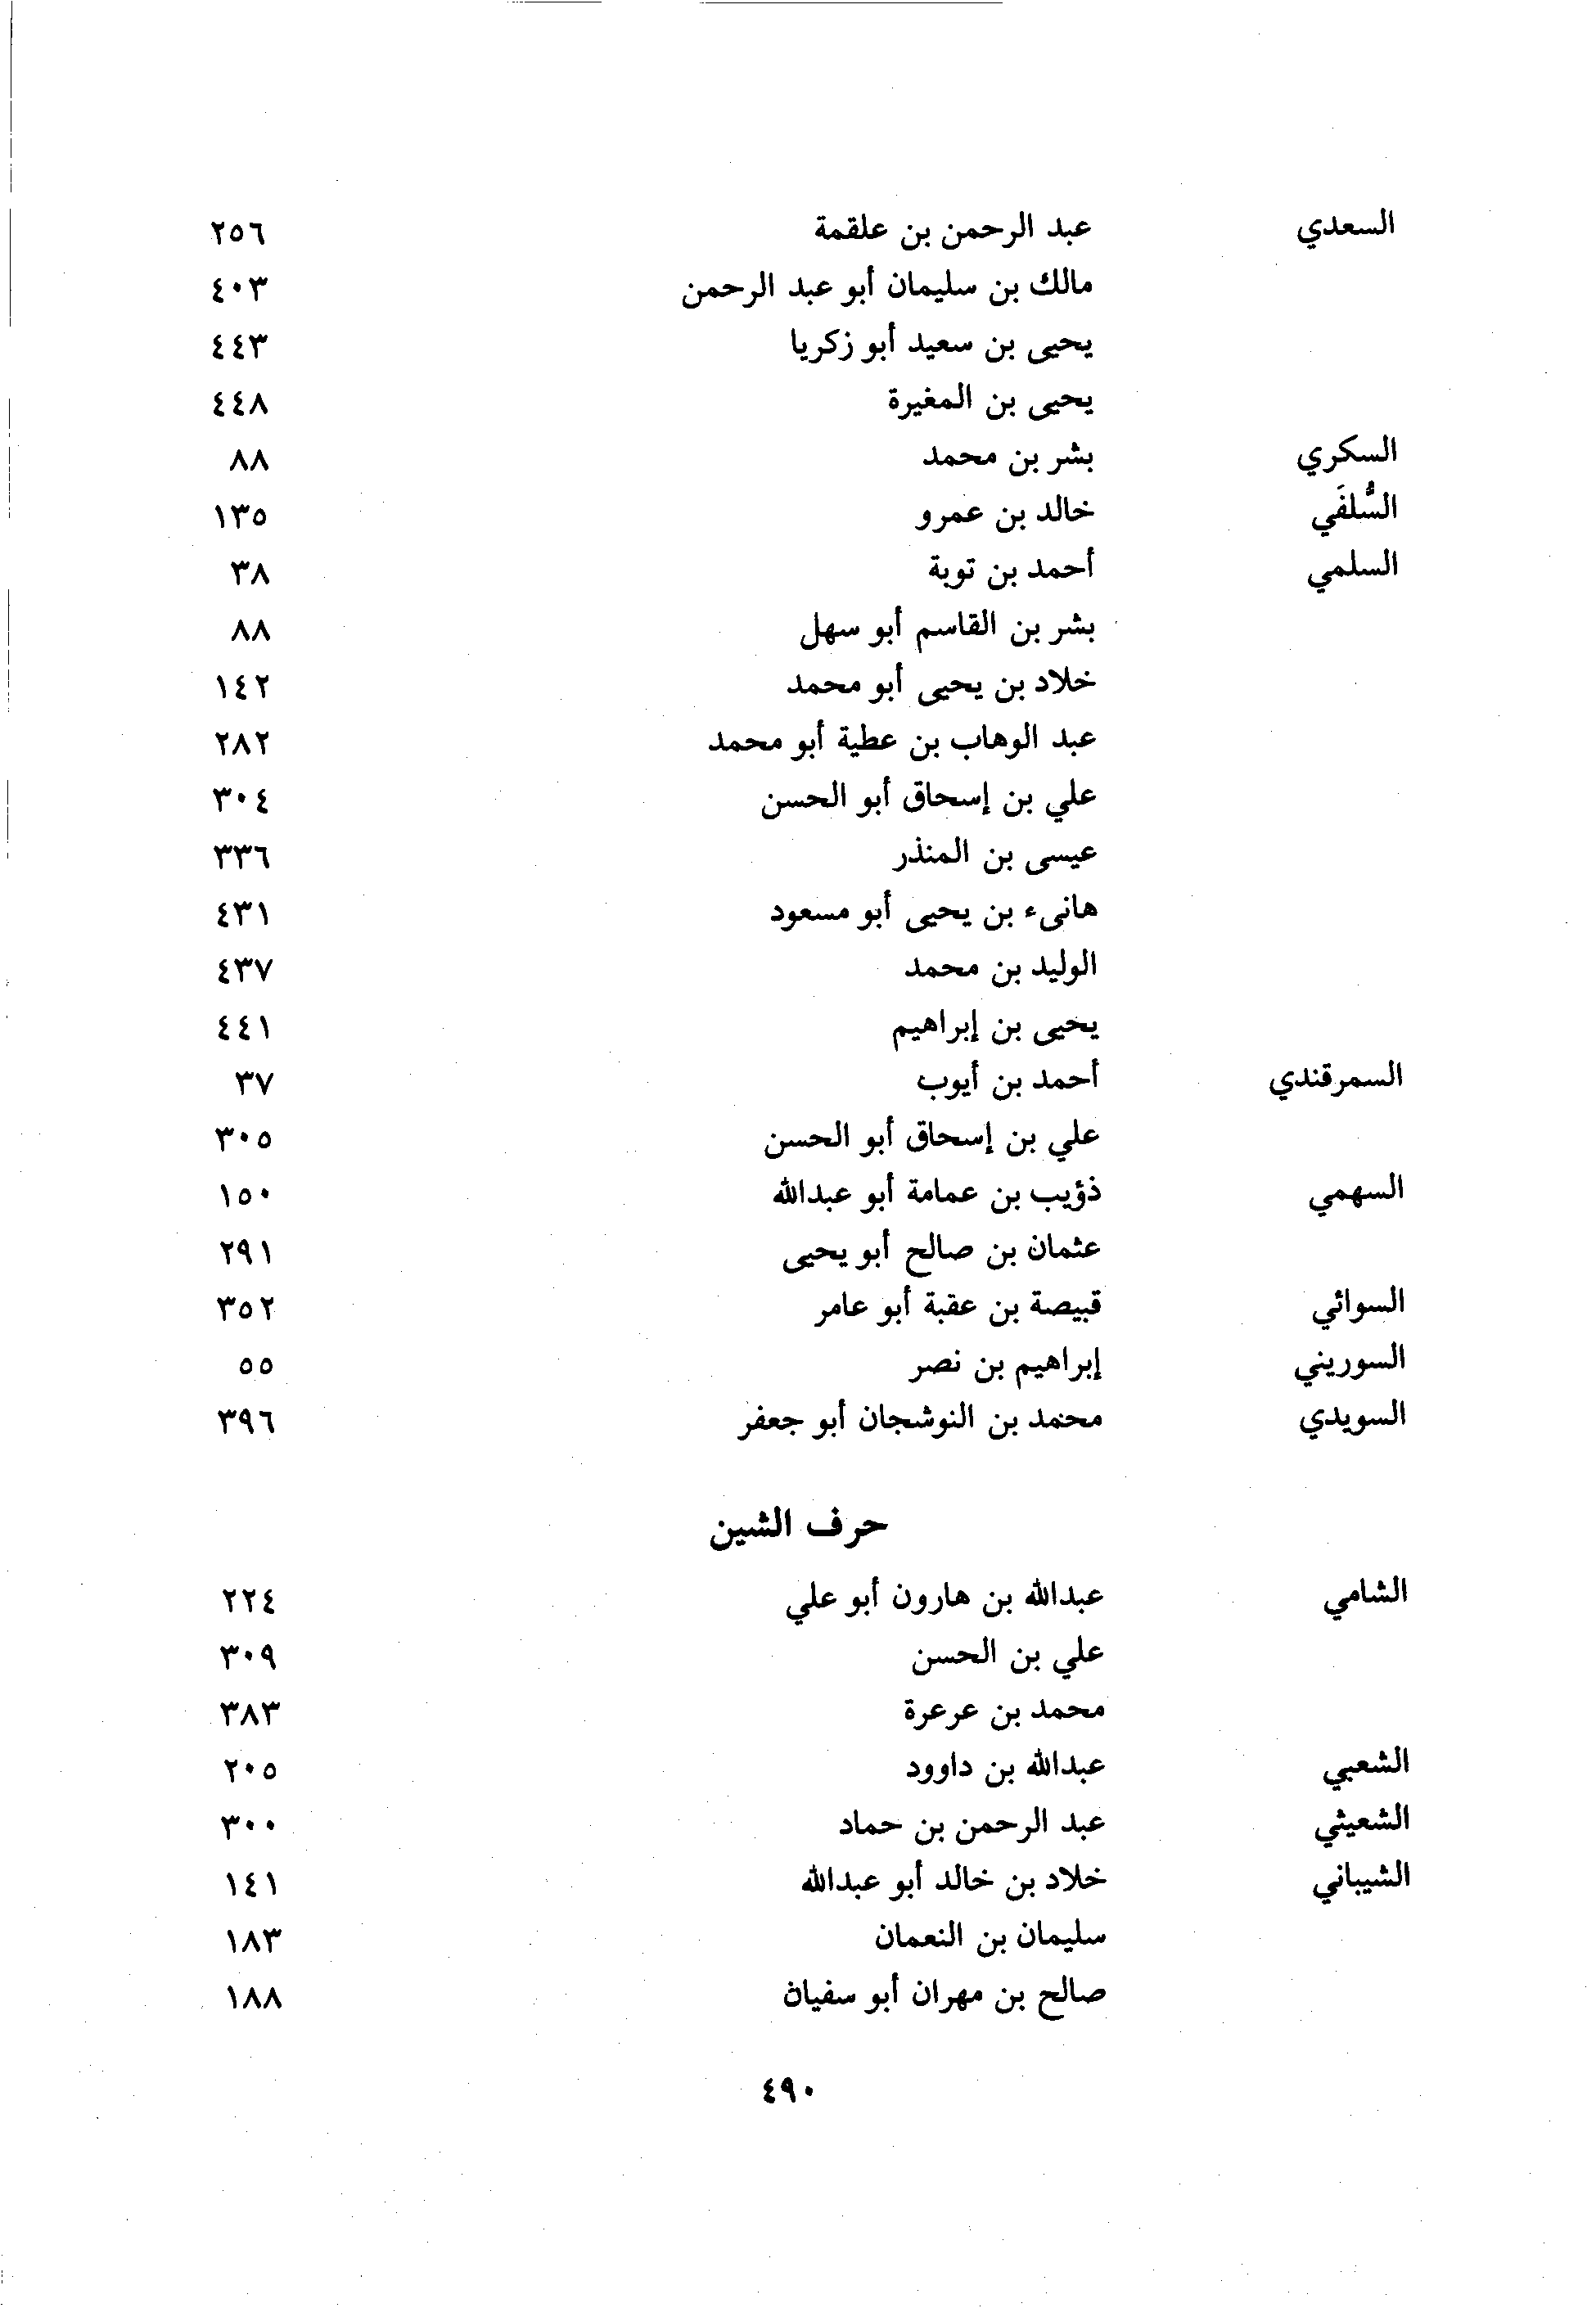 السعدي عبد الرحمن بن علقمة ٢٥٦
مالك بن سليمان أبو عبد الرحمن ٤٠٣
يحيى بن سعيد أبو زكريا ٤٤٣
يحيى بن المغيرة ٤٤٨
السكري بشر بن محمد ٨٨
السُّلفَي خالد بن عمرو ١٣٥
السلمي أحمد بن توبة ٣٨
بشر بن القاسم أبو سهل ٨٨
خلاد بن يحيى أبو محمد ١٤٢
عبد الوهاب بن عطية أبو محمد ٢٨٢
علي بن إسحاق أبو الحسن ٣٠٤
عيسى بن المنذر ٣٣٦
هانىء بن يحيى أبو مسعود ٤٣١
الوليد بن محمد ٤٣٧
يحيى بن إبراهيم ٤٤١
السمرقندي أحمد بن أيوب ٣٧
علي بن إسحاق أبو الحسن ٣٠٥
السهمي ذؤيب بن عمامة أبو عبدالله ١٥٠
عثمان بن صالح أبو يحيى ٢٩١
السوائي قبيصة بن عقبة أبو عامر ٣٥٢
السوريني إبراهيم بن نصر ٥٥
السويدي محمد بن النوشجان أبو جعفر ٣٩٦
حرف الشين
الشامي عبدالله بن هارون أبو علي ٢٢٤
علي بن الحسن ٣٠٩
محمد بن عرعرة ٣٨٣
الشعبي عبدالله بن داوود ٢٠٥
الشعيثي عبد الرحمن بن حماد ٣٠٠
الشيباني خلاد بن خالد أبو عبدالله ١٤١
سليمان بن النعمان ١٨٣
صالح بن مهران أبو سفيان ١٨٨
٤٩٠